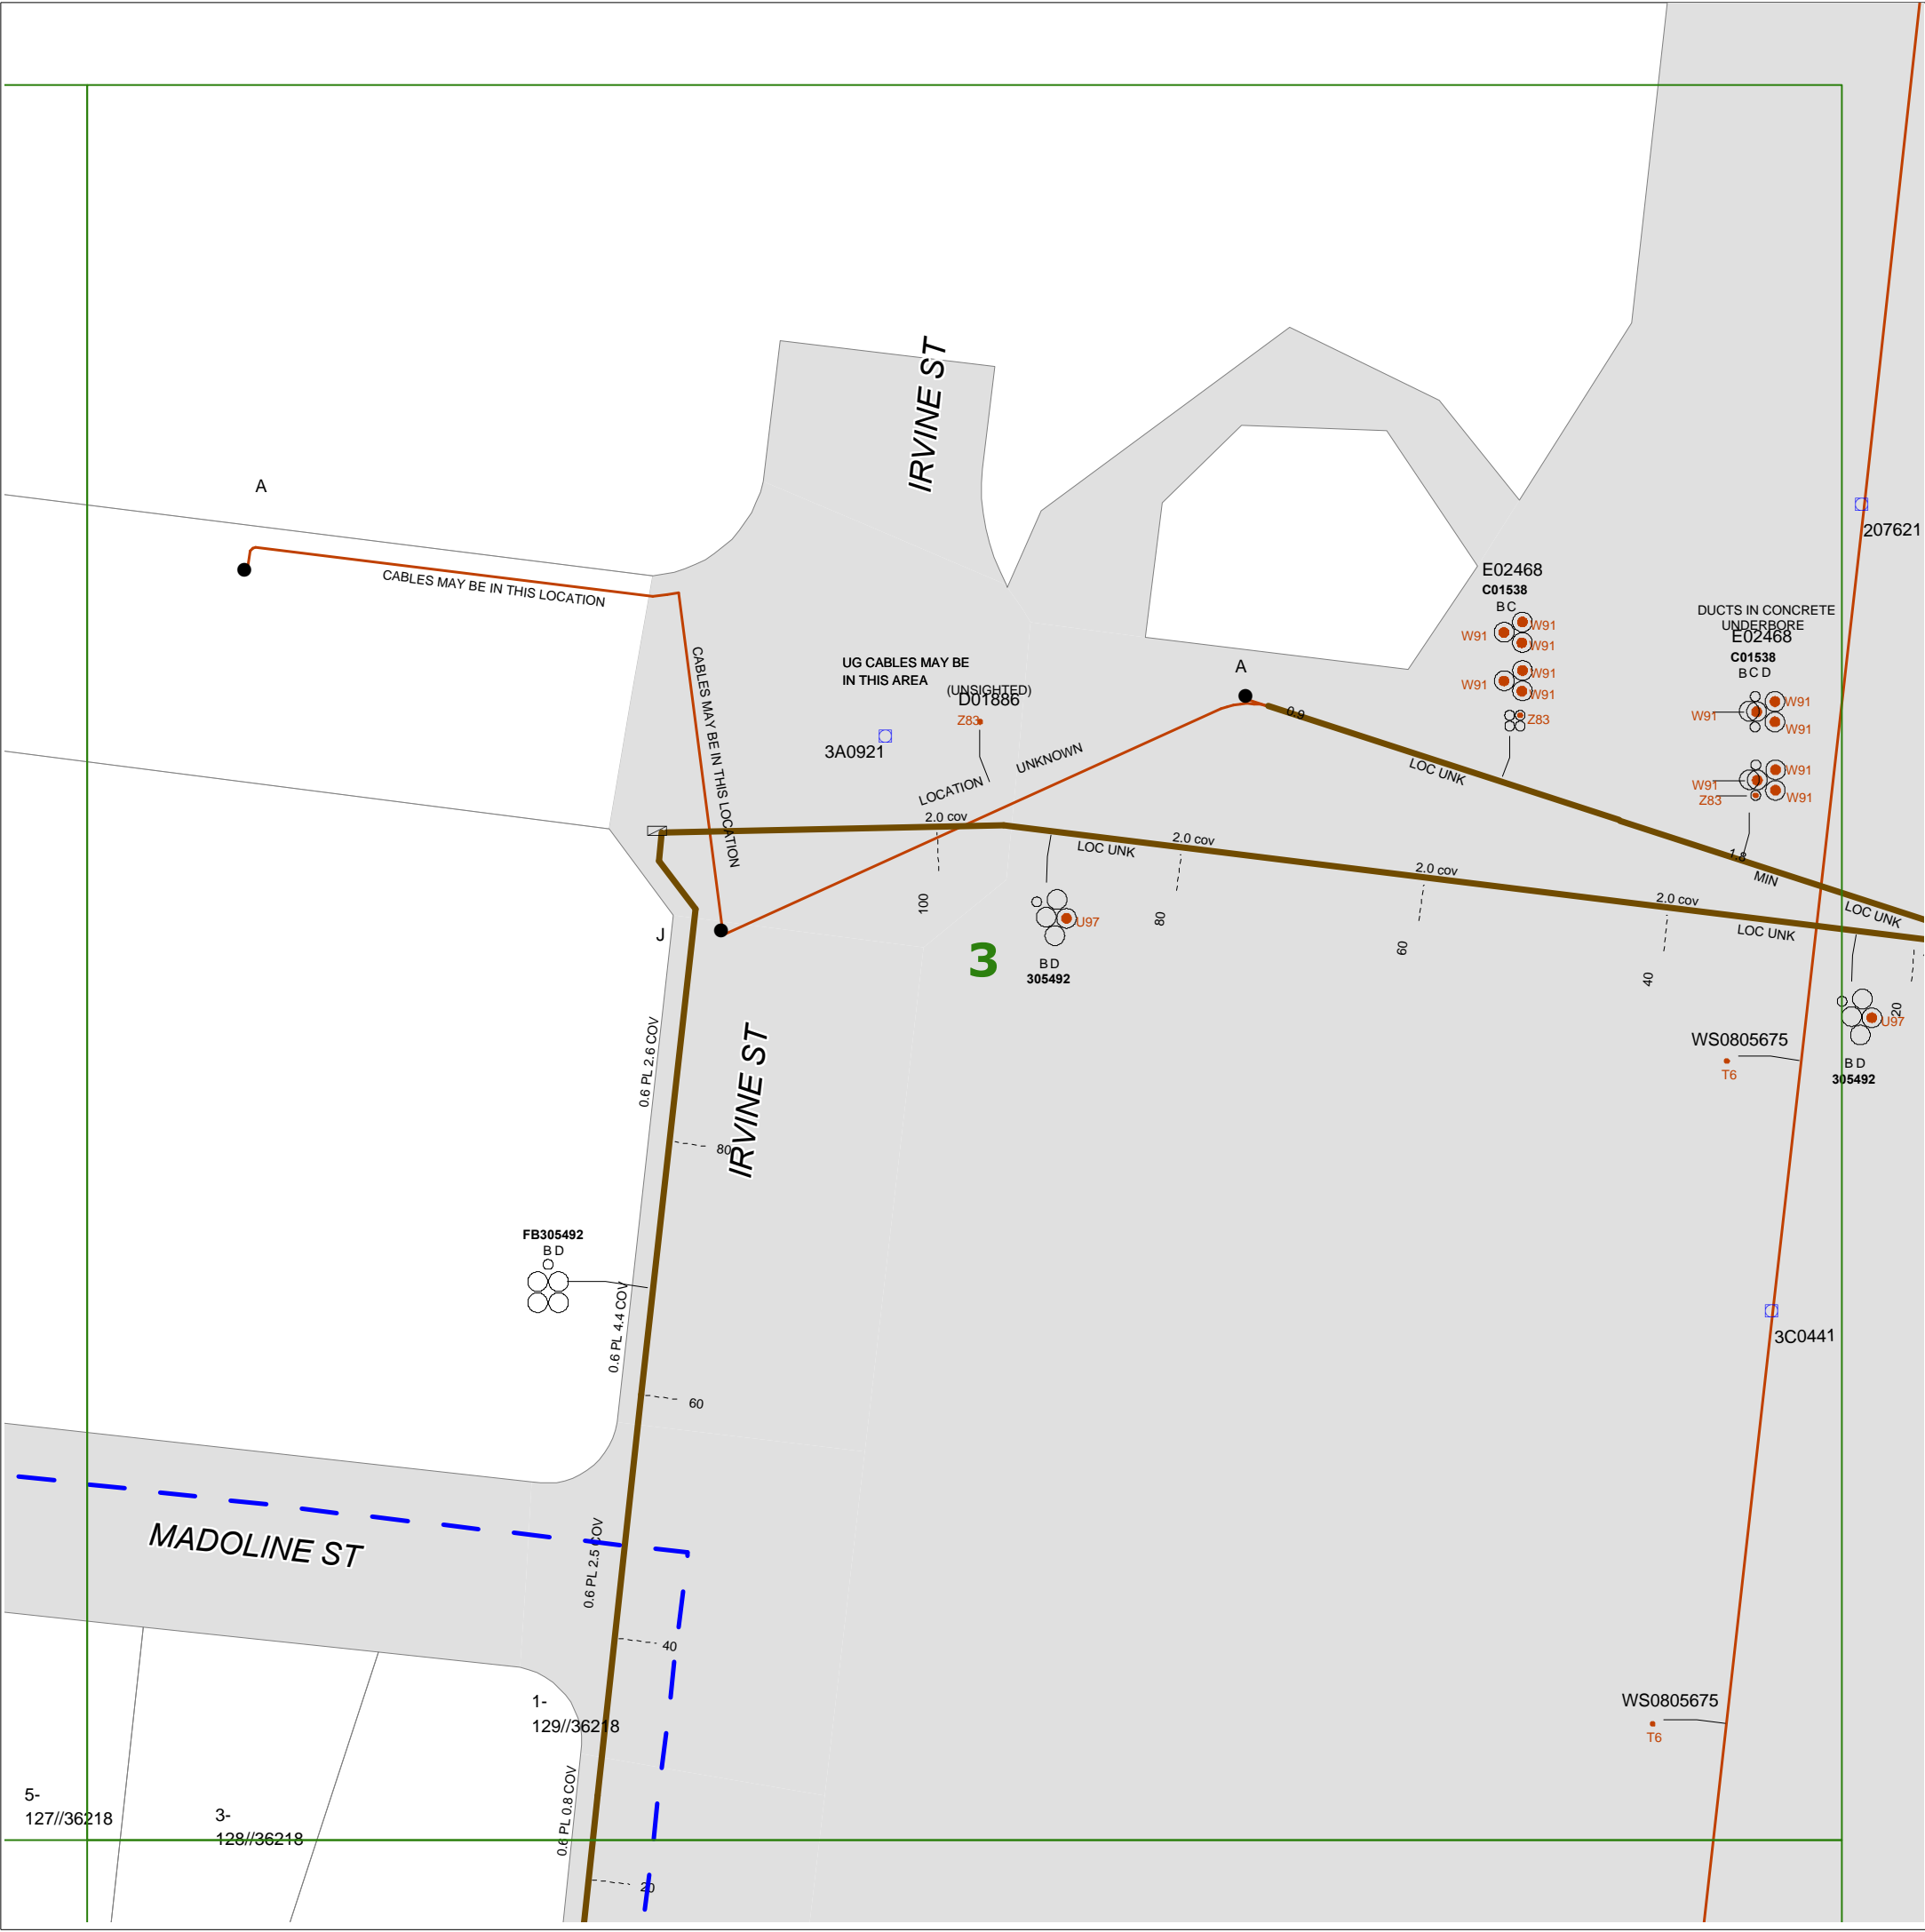 IRVINE ST
A
CABLES MAY BE IN THIS LOCATION
207621
E02468
C01538
B C
W91
W91
W91
W91
W91
W91
Z83
DUCTS IN CONCRETE
UNDERBORE
E02468
C01538
B C D
W91
W91
W91
W91
W91
W91
Z83
UG CABLES MAY BE
IN THIS AREA
(UNSIGHTED)
D01886
Z83
3A0921
A
0.9
CABLES MAY BE IN THIS LOCATION
LOCATION
UNKNOWN
LOC UNK
2.0 cov
LOC UNK
2.0 cov
2.0 cov
2.0 cov
1.8
MIN
LOC UNK
LOC UNK
100
80
60
40
20
J
3
U97
B D
305492
U97
B D
305492
WS0805675
T6
0.6 PL 2.6 COV
IRVINE ST
80
FB305492
B D
0.6 PL 4.4 COV
3C0441
60
MADOLINE ST
0.6 PL 2.5 COV
40
1-
129//36218
WS0805675
T6
5-
127//36218
3-
128//36218
0.6 PL 0.8 COV
20